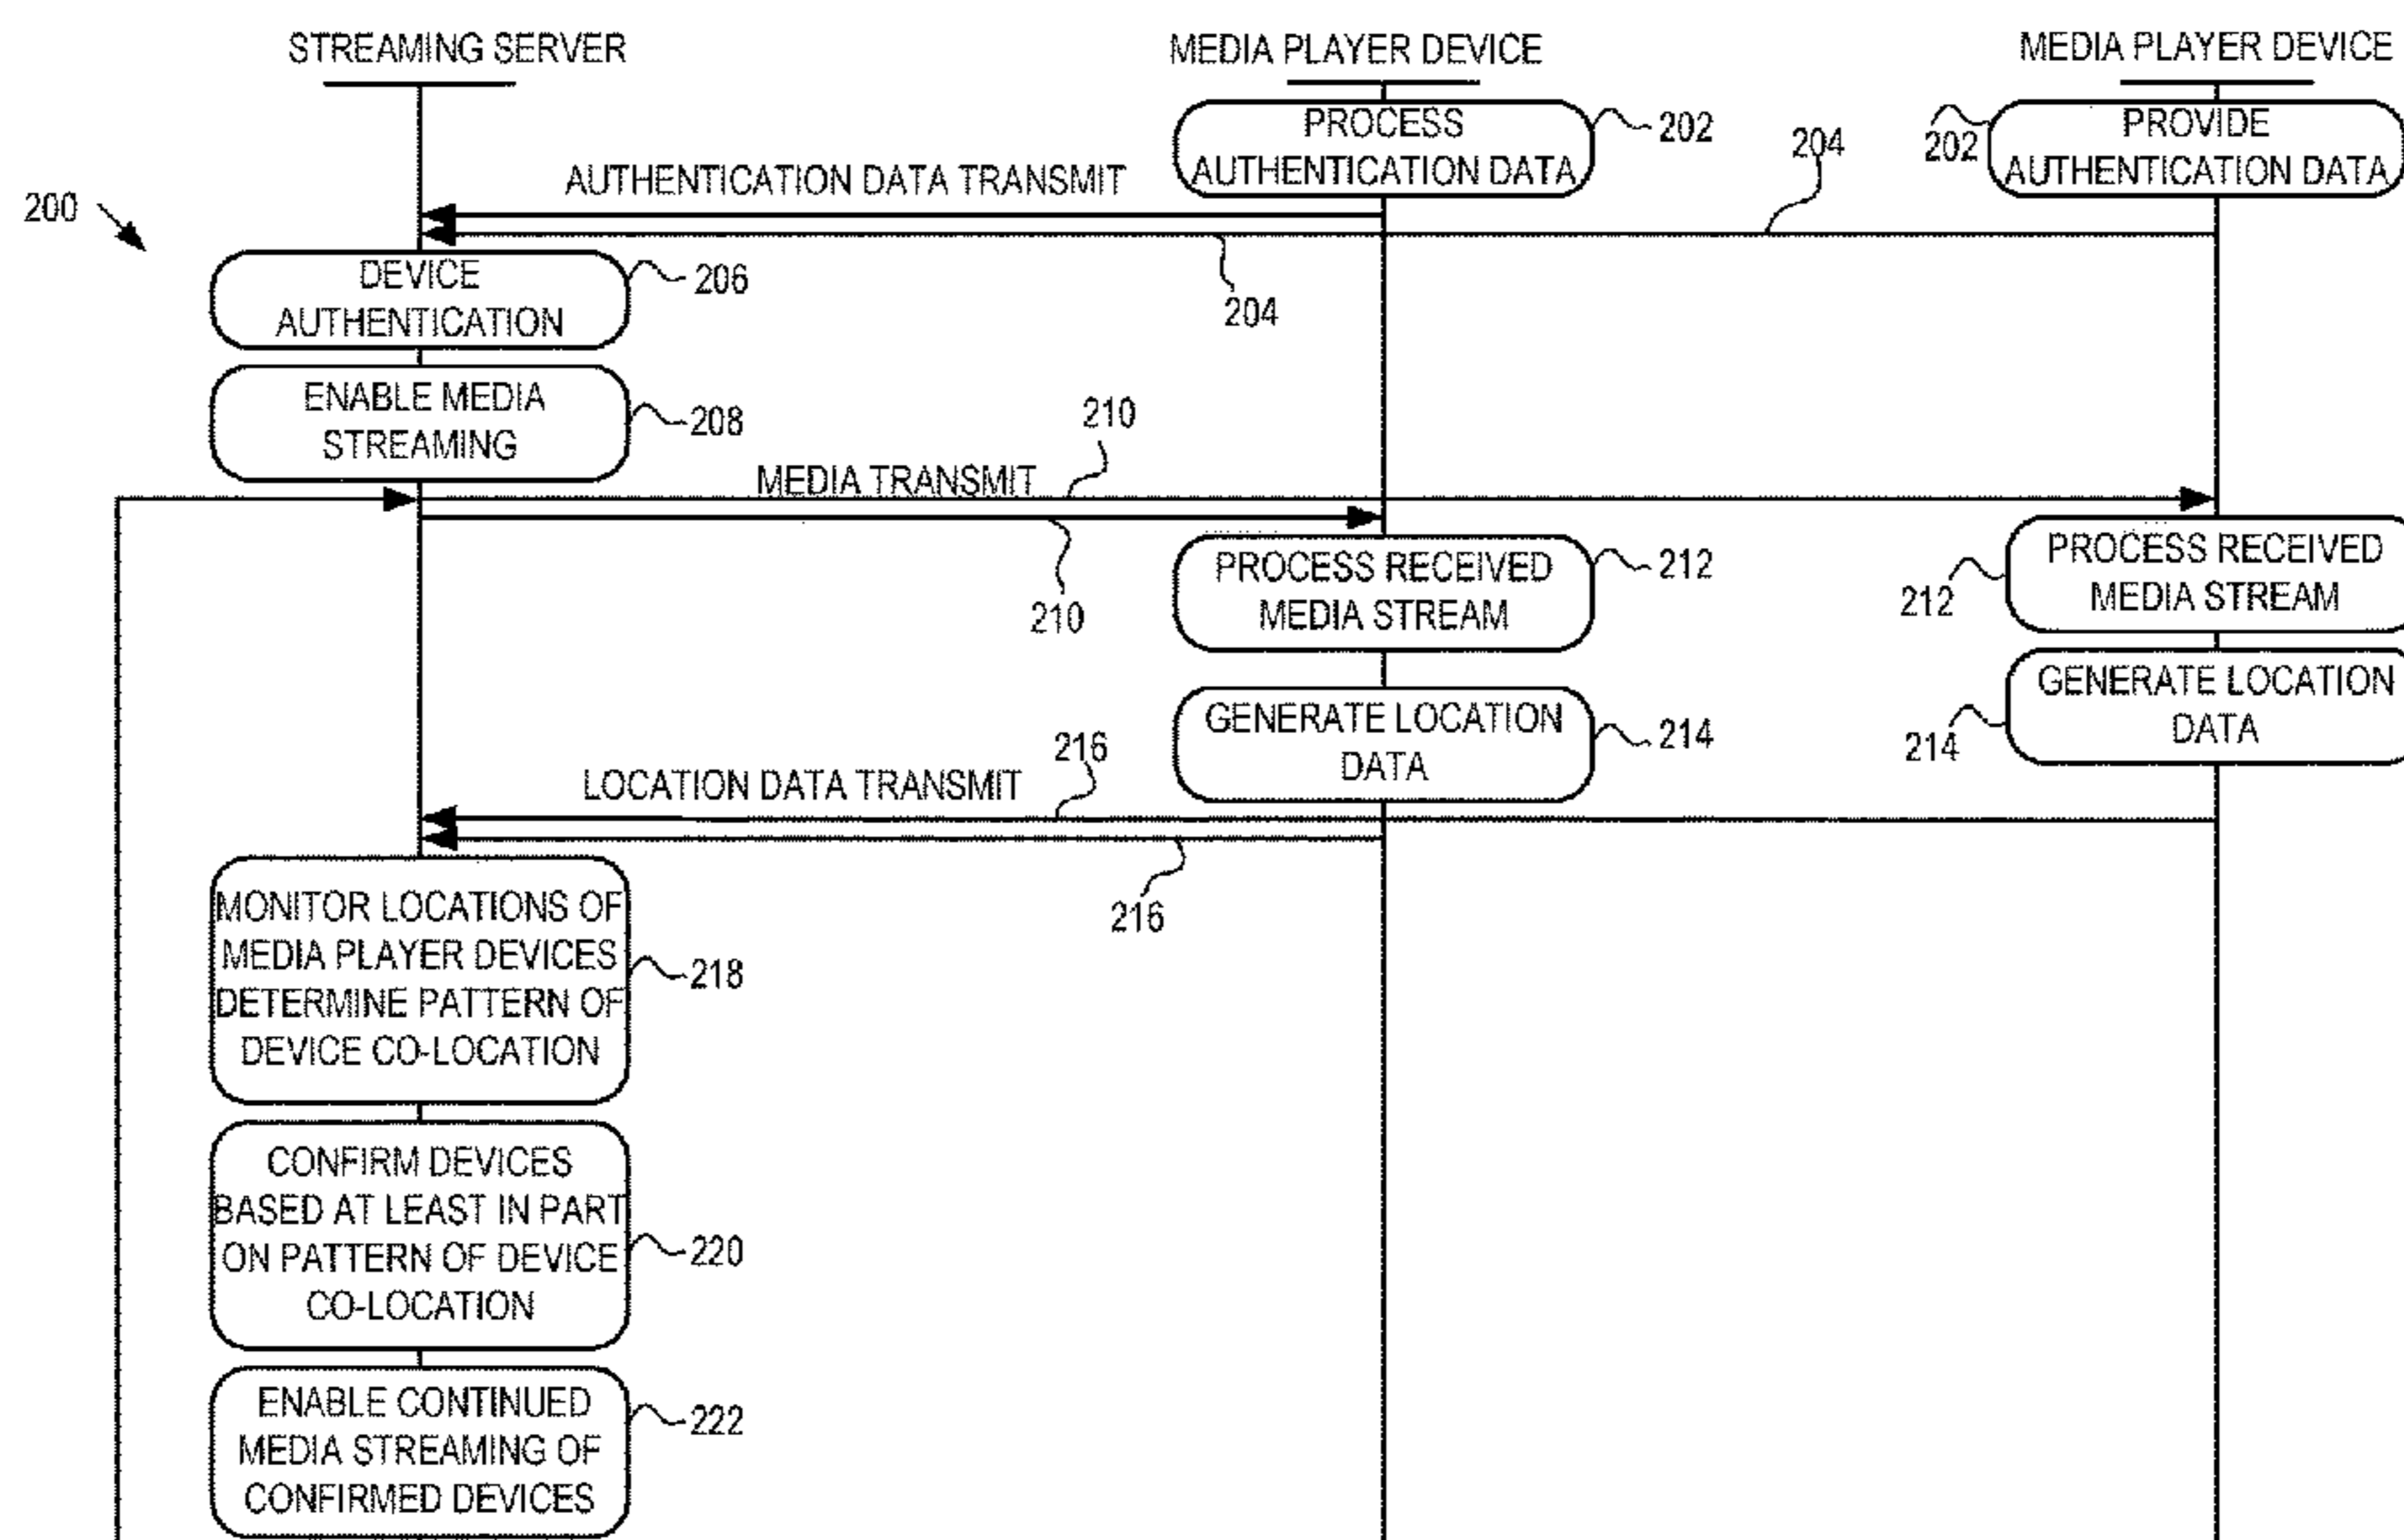 STREAMING SERVER
MEDIA PLAYER DEVICE
MEDIA PLAYER DEVICE
PROCESS
AUTHENTICATION DATA
202
204
202
PROVIDE
AUTHENTICATION DATA
AUTHENTICATION DATA TRANSMIT
200
204
DEVICE
AUTHENTICATION
206
ENABLE MEDIA
STREAMING
208
210
MEDIA TRANSMIT
210
PROCESS RECEIVED
MEDIA STREAM
212
PROCESS RECEIVED
MEDIA STREAM
212
GENERATE LOCATION
DATA
214
GENERATE LOCATION
DATA
214
216
LOCATION DATA TRANSMIT
216
MONITOR LOCATIONS OF
MEDIA PLAYER DEVICES
DETERMINE PATTERN OF
DEVICE CO-LOCATION
218
CONFIRM DEVICES
BASED AT LEAST IN PART
ON PATTERN OF DEVICE
CO-LOCATION
220
ENABLE CONTINUED
MEDIA STREAMING OF
CONFIRMED DEVICES
222